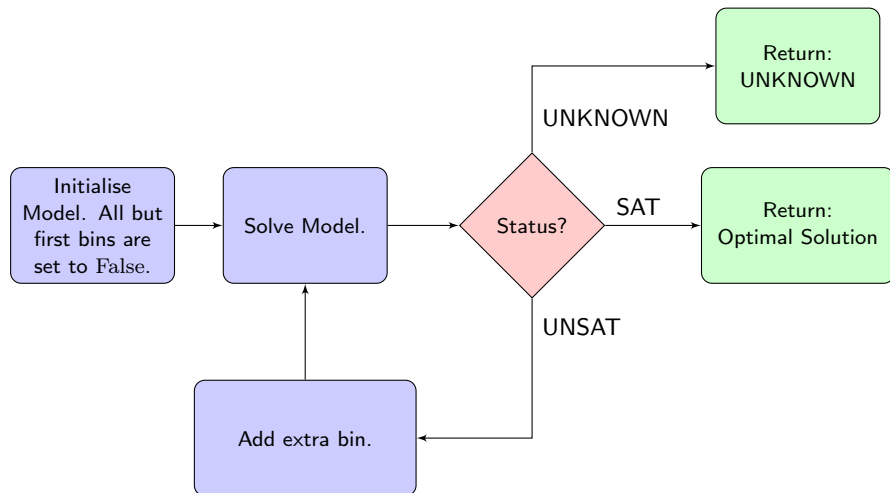 Return:
UNKNOWN
UNKNOWN
Initialise
Model. All but
first bins are
set to False.
Solve Model.
Status?
SAT
Return:
Optimal Solution
UNSAT
Add extra bin.